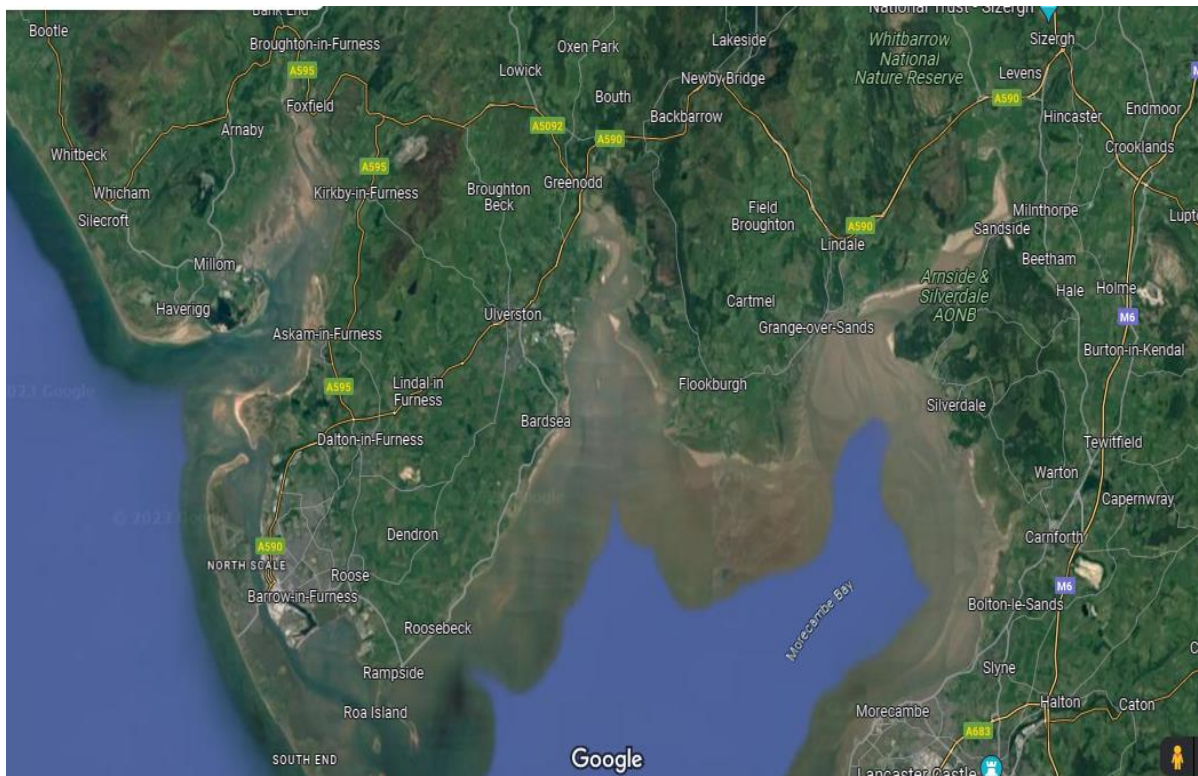 Bank End
National Trust - Sizergh
Bootle
Broughton-in-Furness
Oxen Park
Lakeside
Whitbarrow
National
Nature Reserve
Sizergh
A595
Lowick
Newby Bridge
Levens
Foxfield
Bouth
A590
Endmoor
Arnaby
A5092
Backbarrow
Hincaster
A590
Whitbeck
Crooklands
A595
Whicham
Kirkby-in-Furness
Broughton
Beck
Greenodd
Silecroft
Field
Broughton
A590
Milnthorpe
Sandside
Lindale
Beetham
Millom
Arnside &
Silverdale
AONB
Hale
Holme
Haverigg
Cartmel
Ulverston
Grange-over-Sands
M6
Askam-in-Furness
Burton-in-Kendal
A595
Lindal in
Furness
Flookburgh
2023 Google
Silverdale
Bardsea
Dalton-in-Furness
Tewitfield
Warton
Capernway
© 2023
Google
Dendron
Carnforth
A590
NORTH SCALE
Roose
Barrow-in-Furness
M6
Bolton-le-Sands
Morecambe Bay
Roosebeck
Rampside
Slyne
Halton
Caton
Roa Island
Morecambe
A683
SOUTH END
Google
Lancaster Castle